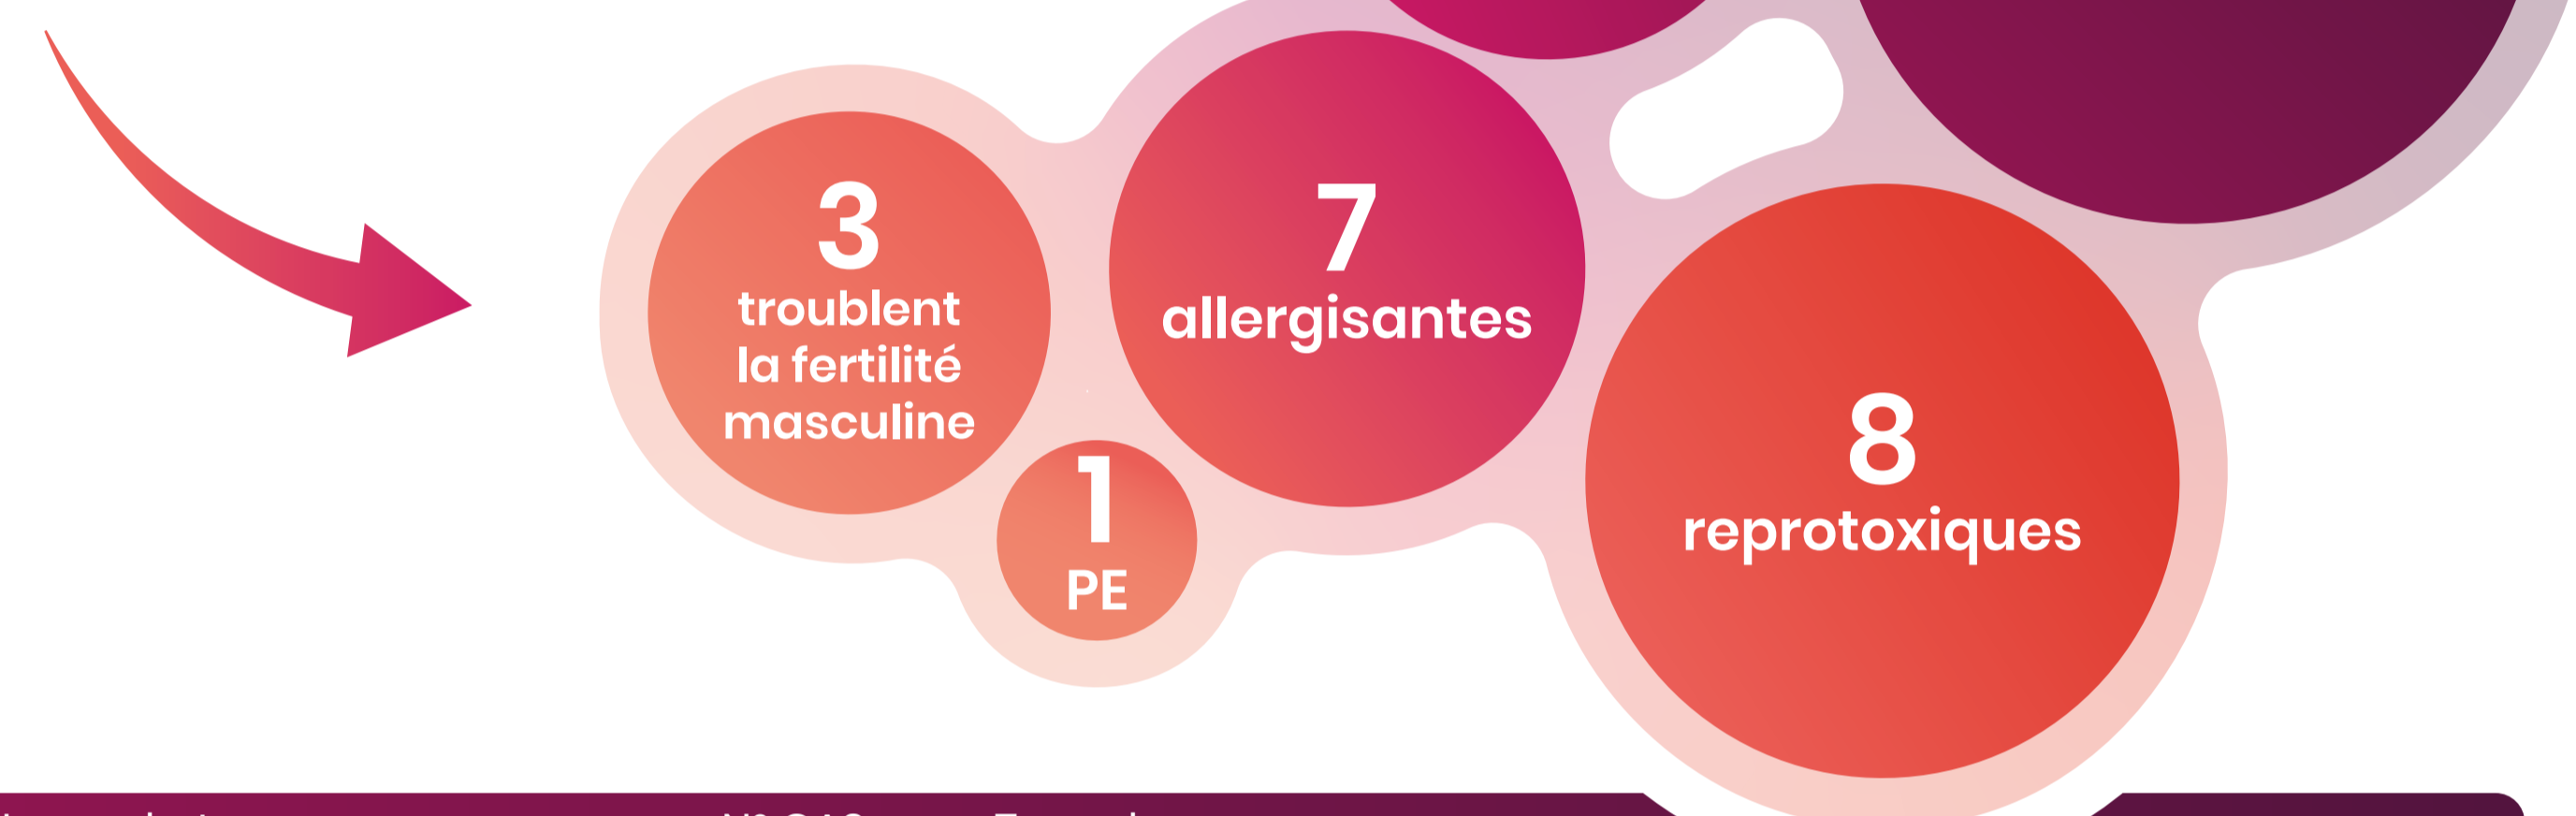 3
troublent
la fertilité
masculine
7
allergisantes
1
PE
8
reprotoxiques